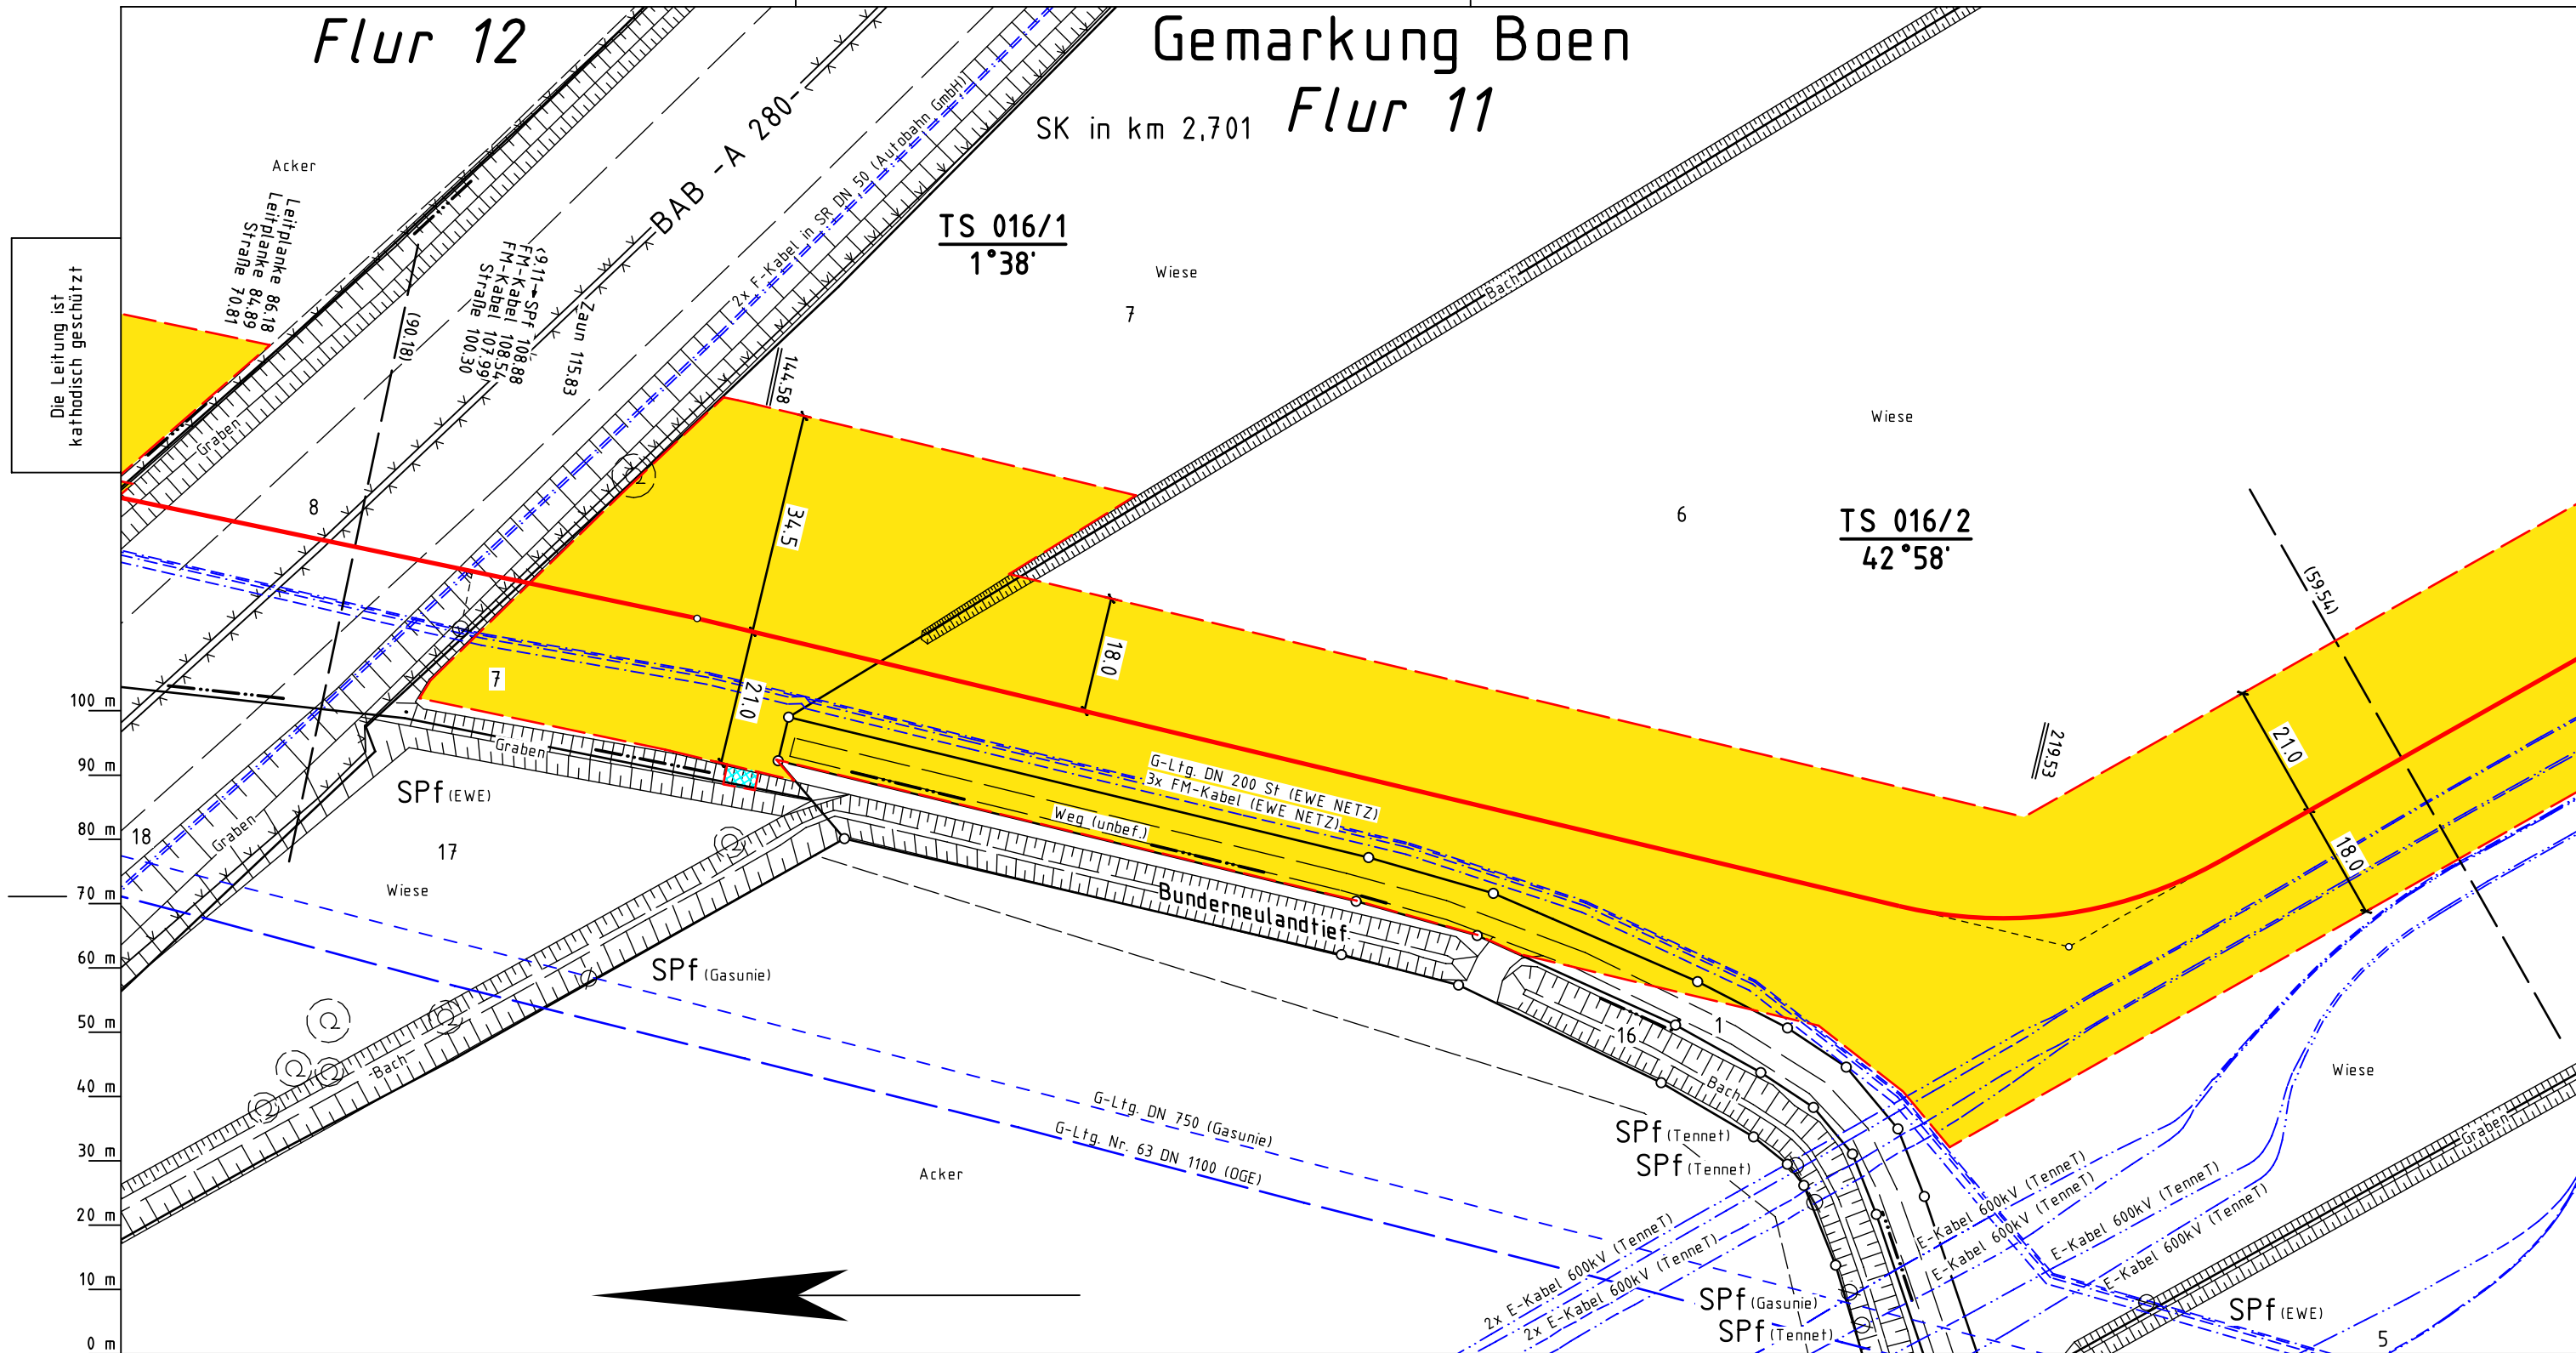 Flur 12
Gemarkung Boen
Flur 11
SK in km 2,701
Acker
BAB -A 280-
2x F-Kabel in SR DN 50 (Autobahn GmbH)
TS 016/1
1°38'
Wiese
7
Bach
Leitplanke 86.18
Leitplanke 84.89
Straße 70.81
(9.11→SPf 108.88
FM-Kabel 108.54
FM-Kabel 107.99
Straße 100.30
Zaun 115.83
(90.18)
144.58
Die Leitung ist
kathodisch geschützt
Graben
8
Wiese
6
TS 016/2
42°58'
(59.54)
34.5
18.0
21.0
7
219.53
21.0
18.0
100 m
90 m
80 m
70 m
60 m
50 m
40 m
30 m
20 m
10 m
0 m
Graben
SPf (EWE)
G-Ltg. DN 200 St (EWE NETZ)
3x FM-Kabel (EWE NETZ)
Weg (unbef.)
18
Graben
17
Wiese
Bunderneulandtief
SPf (Gasunie)
Bach
16
1
Bach
Wiese
G-Ltg. DN 750 (Gasunie)
G-Ltg. Nr. 63 DN 1100 (OGE)
Acker
SPf (Tennet)
SPf (Tennet)
Graben
2x E-Kabel 600kV (TenneT)
2x E-Kabel 600kV (TenneT)
E-Kabel 600kV (TenneT)
E-Kabel 600kV (TenneT)
E-Kabel 600kV (TenneT)
E-Kabel 600kV (TenneT)
SPf (Gasunie)
SPf (Tennet)
SPf (EWE)
5